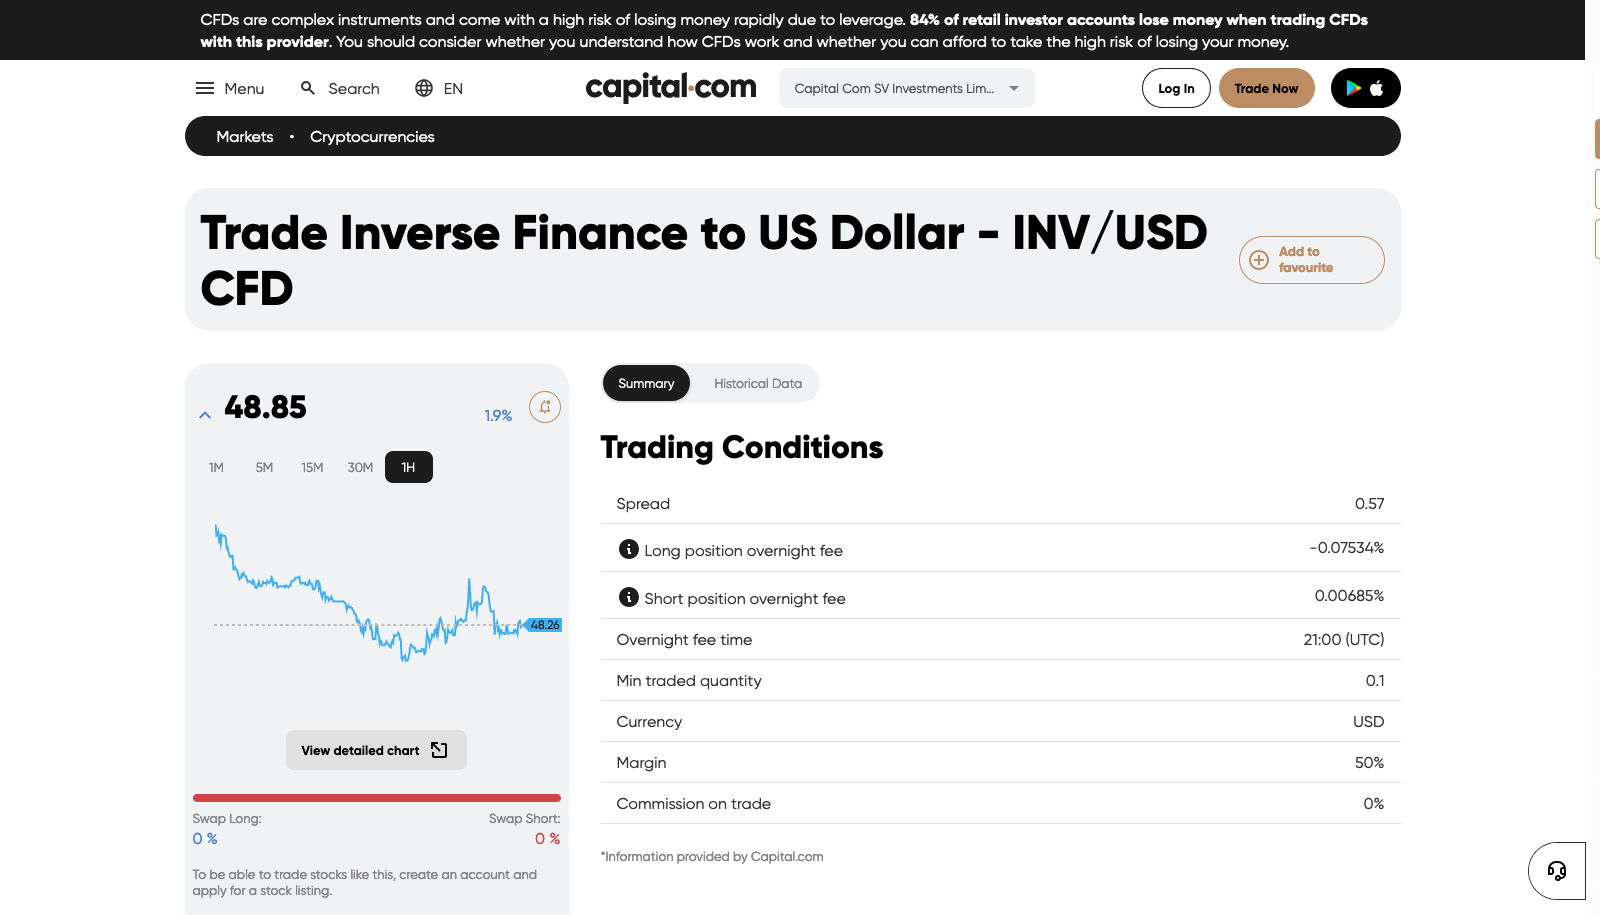 CFDs are complex instruments and come with a high risk of losing money rapidly due to leverage. 84% of retail investor accounts lose money when trading CFDs
with this provider. You should consider whether you understand how CFDs work and whether you can afford to take the high risk of losing your money.
Menu Search EN capital.com Capital Com SV Investments Lim... Log In Trade Now
Markets • Cryptocurrencies
Trade Inverse Finance to US Dollar - INV/USD
CFD
Add to
favourite
48.85 1.9%
1M 5M 15M 30M 1H
48.26
View detailed chart
Swap Long: Swap Short:
0 % 0 %
To be able to trade stocks like this, create an account and
apply for a stock listing.
Summary Historical Data
Trading Conditions
Spread 0.57
Long position overnight fee -0.07534%
Short position overnight fee 0.00685%
Overnight fee time 21:00 (UTC)
Min traded quantity 0.1
Currency USD
Margin 50%
Commission on trade 0%
*Information provided by Capital.com